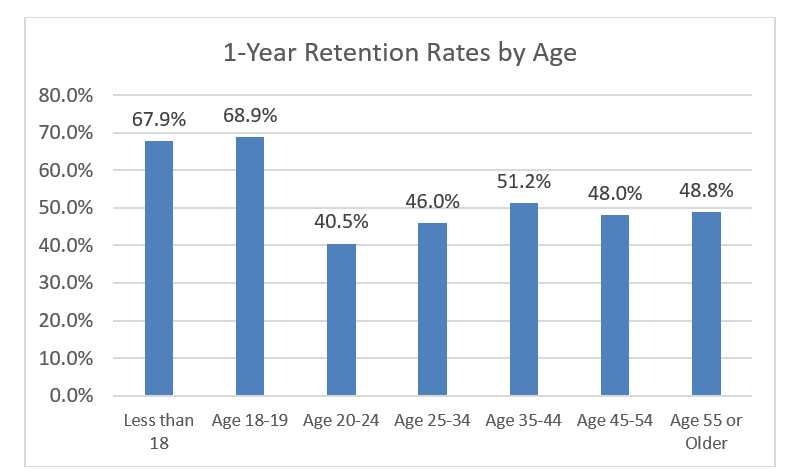 1-Year Retention Rates by Age
80.0%
70.0%
60.0%
50.0%
40.0%
30.0%
20.0%
10.0%
0.0%
67.9%
68.9%
40.5%
46.0%
51.2%
48.0%
48.8%
Less than
18
Age 18-19
Age 20-24
Age 25-34
Age 35-44
Age 45-54
Age 55 or
Older